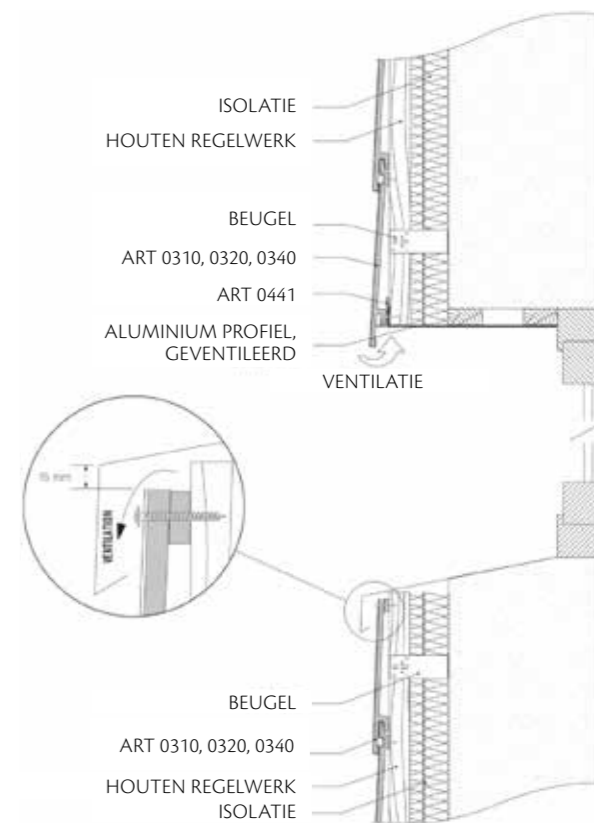 ISOLATIE
HOUTEN REGELWERK
BEUGEL
ART 0310, 0320, 0340
ART 0441
ALUMINIUM PROFIEL,
GEVENTILEERD
VENTILATIE
15 mm
VENTILATION
BEUGEL
ART 0310, 0320, 0340
HOUTEN REGELWERK
ISOLATIE